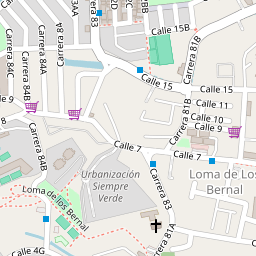 Carrera 84C
Carrera 84A
Carrera 84B
Carrera 83
Calle 15B
Carrera 81B
Calle 15
Calle 15
Calle 11
Calle 10
Calle 9
Carrera 81B
Calle 7
Calle 7
Loma de Los
Bernal
Urbanización
Siempre
Verde
Carrera 84B
Loma de los Bernal
Carrera 83
Carrera 81A
Calle 4G